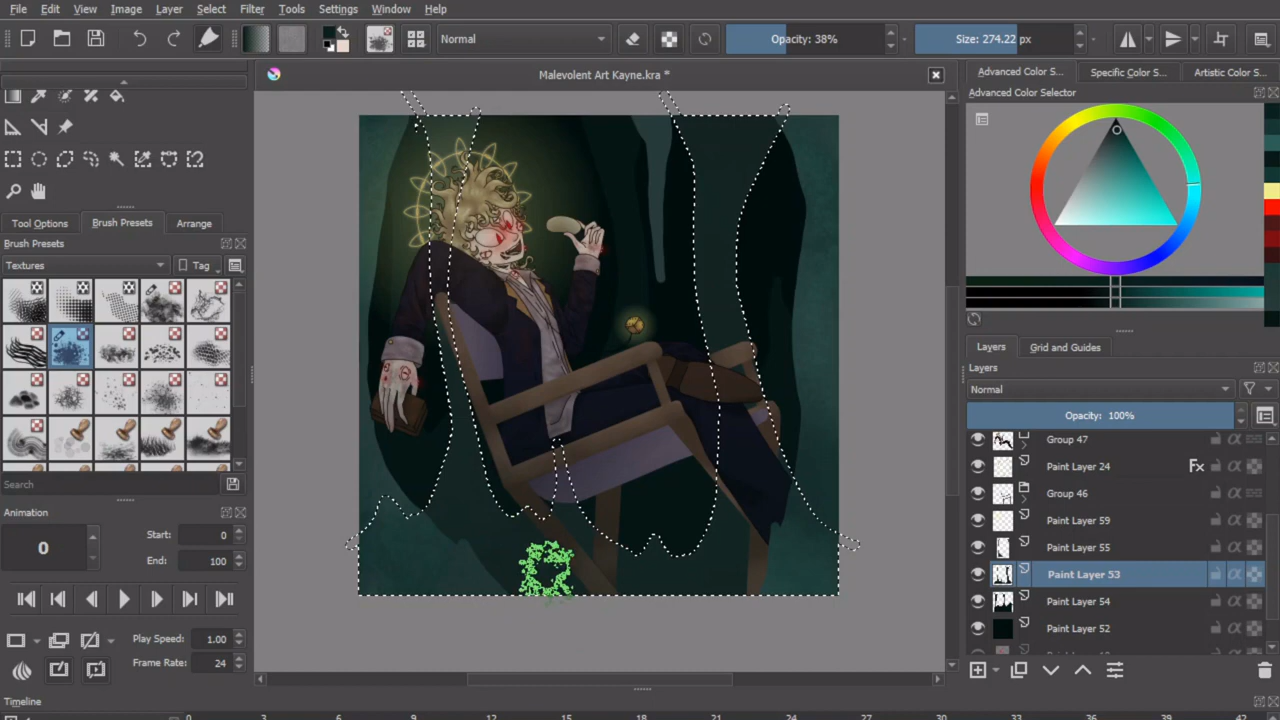 File Edit View Image Layer Select Filter Tools Settings Window Help
Normal
Opacity: 38%
Size: 274.22 px
Malevolent Art Kayne.kra *
Advanced Color S...
Specific Color S...
Artistic Color S...
Advanced Color Selector
Tool Options
Brush Presets
Arrange
Brush Presets
Textures
Tag
Search
Animation
0
Start: 0
End: 100
Play Speed: 1.00
Frame Rate: 24
Timeline
0 3 6 9 12 15 18 21 24 27 30 33 36 39 42
Layers
Grid and Guides
Layers
Normal
Opacity: 100%
Group 47
Paint Layer 24
Fx
Group 46
Paint Layer 59
Paint Layer 55
Paint Layer 53
Paint Layer 54
Paint Layer 52